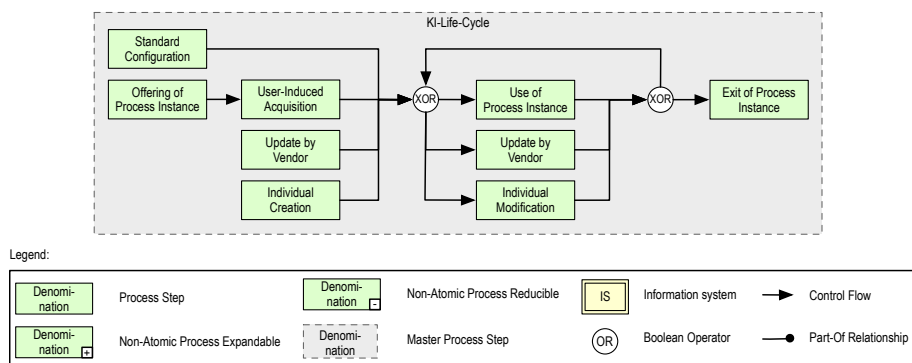 KI-Life-Cycle
Standard
Configuration
Offering of
Process Instance
User-Induced
Acquisition
XOR
Use of
Process Instance
XOR
Exit of Process
Instance
Update by
Vendor
Update by
Vendor
Individual
Creation
Individual
Modification
Legend:
Denomi-
nation
Process Step
Denomi-
nation
-
Non-Atomic Process Reducible
IS
Information system
Control Flow
Denomi-
nation
+
Non-Atomic Process Expandable
Denomi-
nation
Master Process Step
OR
Boolean Operator
Part-Of Relationship